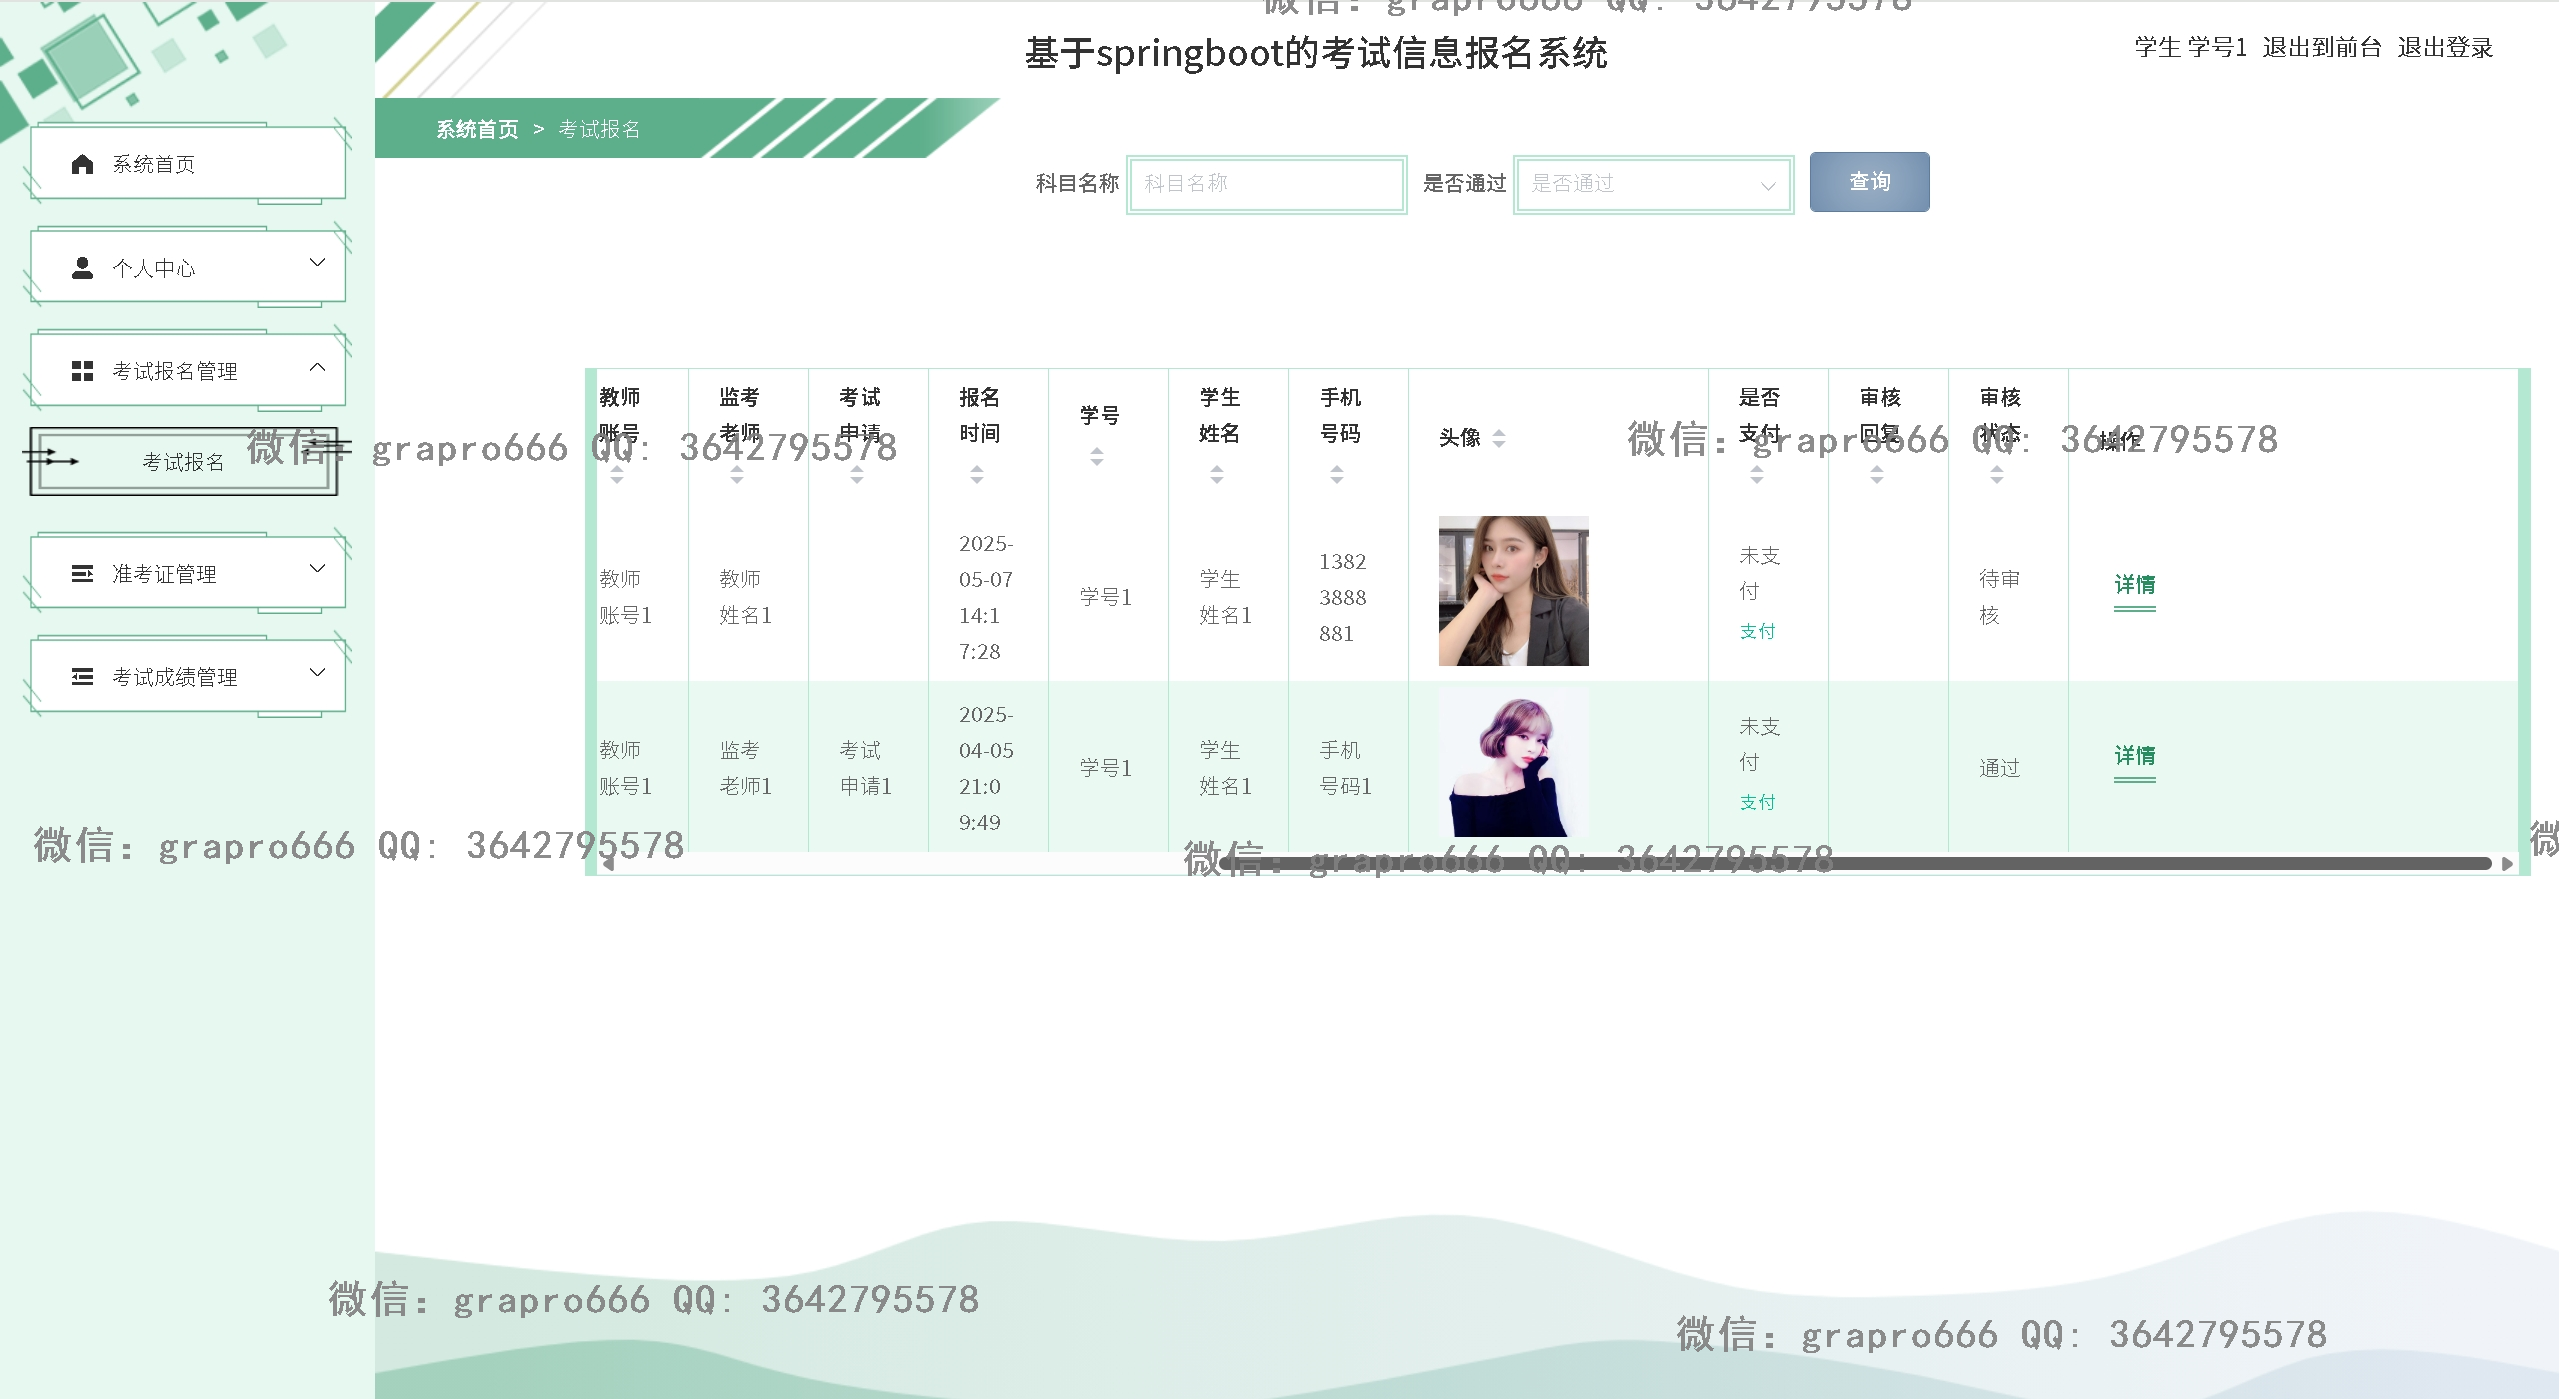 微信: grapro666 QQ: 3642795578
基于springboot的考试信息报名系统
学生 学号1 退出到前台 退出登录
系统首页 > 考试报名
科目名称 科目名称 是否通过 是否通过 查询
系统首页
个人中心
考试报名管理
考试报名
准考证管理
考试成绩管理
教师
账号
监考
老师
考试
申请
报名
时间
学号
学生
姓名
手机
号码
头像
是否
支付
审核
回复
审核
状态
操作
微信: grapro666 QQ: 3642795578
微信: grapro666 QQ: 3642795578
教师
账号1
教师
姓名1
2025-
05-07
14:1
7:28
学号1
学生
姓名1
1382
3888
881
未支
付
支付
待审
核
详情
教师
账号1
监考
老师1
考试
申请1
2025-
04-05
21:0
9:49
学号1
学生
姓名1
手机
号码1
未支
付
支付
通过
详情
微信: grapro666 QQ: 3642795578
微信: grapro666 QQ: 3642795578
微
微信: grapro666 QQ: 3642795578
微信: grapro666 QQ: 3642795578